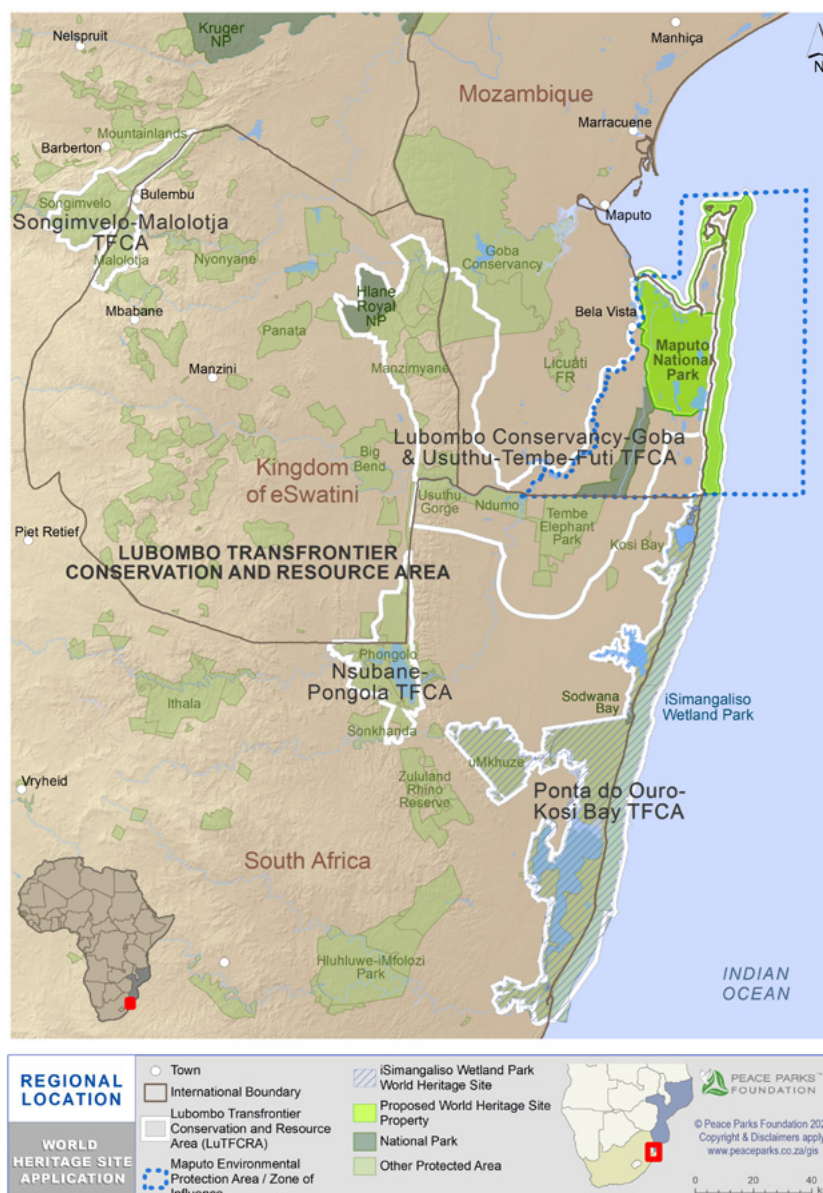 Kruger
NP
Nelspruit
Manhiça
N
Mozambique
Mountainlands
Marracuene
Barberton
Bulembu
Songimvelo
Songimvelo-Malolotja
TFCA
Maputo
Malolotja
Nyonyane
Goba
Conservancy
Hlane
Royal
NP
Mbabane
Bela Vista
Panata
Maputo
National
Park
Licuáti
FR
Manzini
Manzimyane
Lubombo Conservancy-Goba
& Usuthu-Tembe-Futi TFCA
Big
Bend
Kingdom
of eSwatini
Usuthu
Gorge
Ndumo
Tembe
Elephant
Park
Kosi Bay
Piet Retief
LUBOMBO TRANSFRONTIER
CONSERVATION AND RESOURCE AREA
Phongolo
Nsubane-
Pongola TFCA
Ithala
Sodwana
Bay
iSimangaliso
Wetland Park
Sonkhanda
uMkhuze
Zululand
Rhino
Reserve
Vryheid
Ponta do Ouro-
Kosi Bay TFCA
South Africa
Hluhluwe-iMfolozi
Park
INDIAN
OCEAN
REGIONAL
LOCATION
WORLD
HERITAGE SITE
APPLICATION
Town
International Boundary
Lubombo Transfrontier
Conservation and Resource
Area (LuTFCRA)
Maputo Environmental
Protection Area / Zone of
Influence
iSimangaliso Wetland Park
World Heritage Site
Proposed World Heritage Site
Property
National Park
Other Protected Area
PEACE PARKS
FOUNDATION
© Peace Parks Foundation 202
Copyright & Disclaimers apply
www.peaceparks.co.za/gis
0 20 40